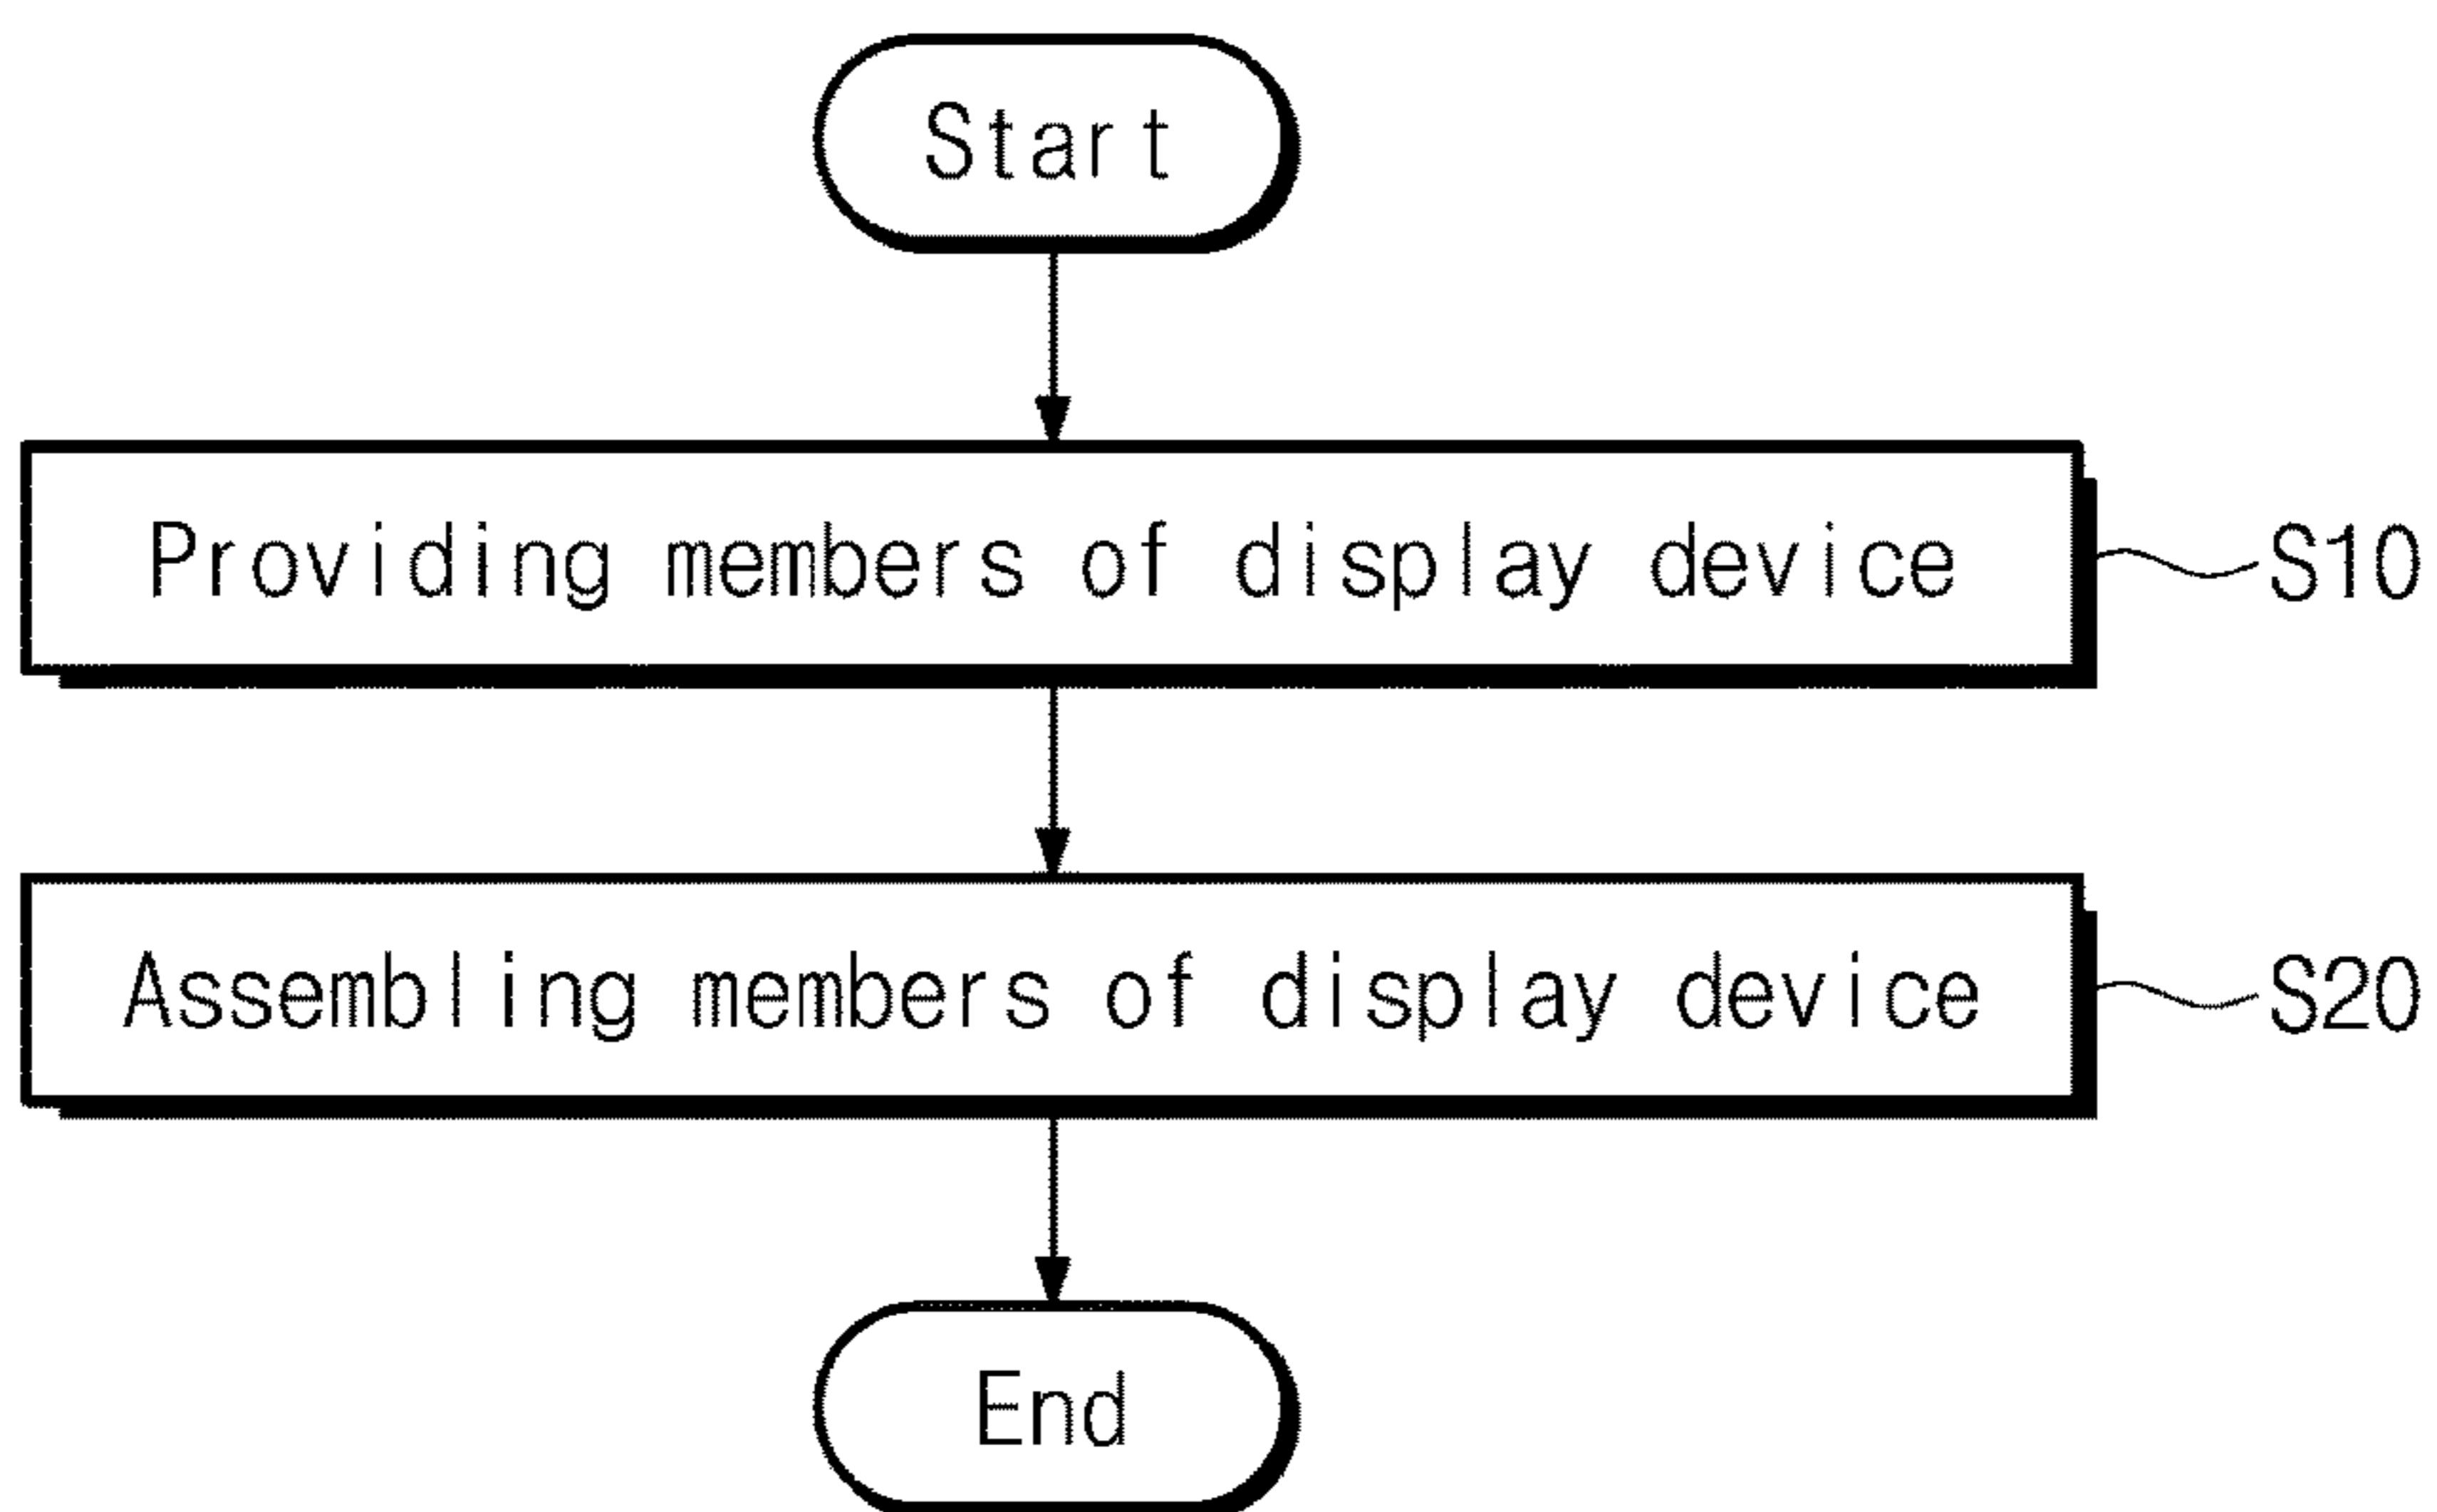 Start
Providing members of display device
S10
Assembling members of display device
S20
End